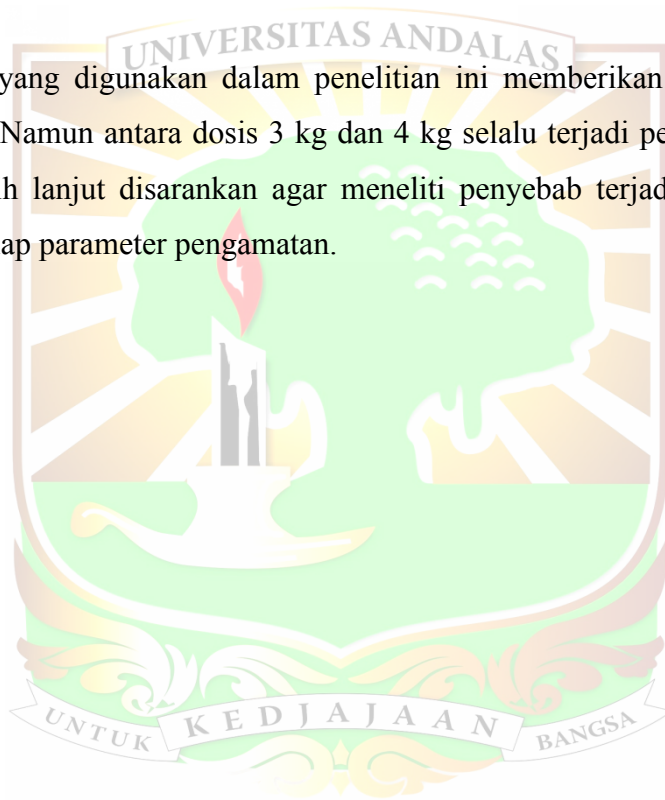 UNIVERSITAS ANDALAS
yang digunakan dalam penelitian ini memberikan
Namun antara dosis 3 kg dan 4 kg selalu terjadi pe
ih lanjut disarankan agar meneliti penyebab terjad
ap parameter pengamatan.
UNTUK KEDJAJAAN BANGSA